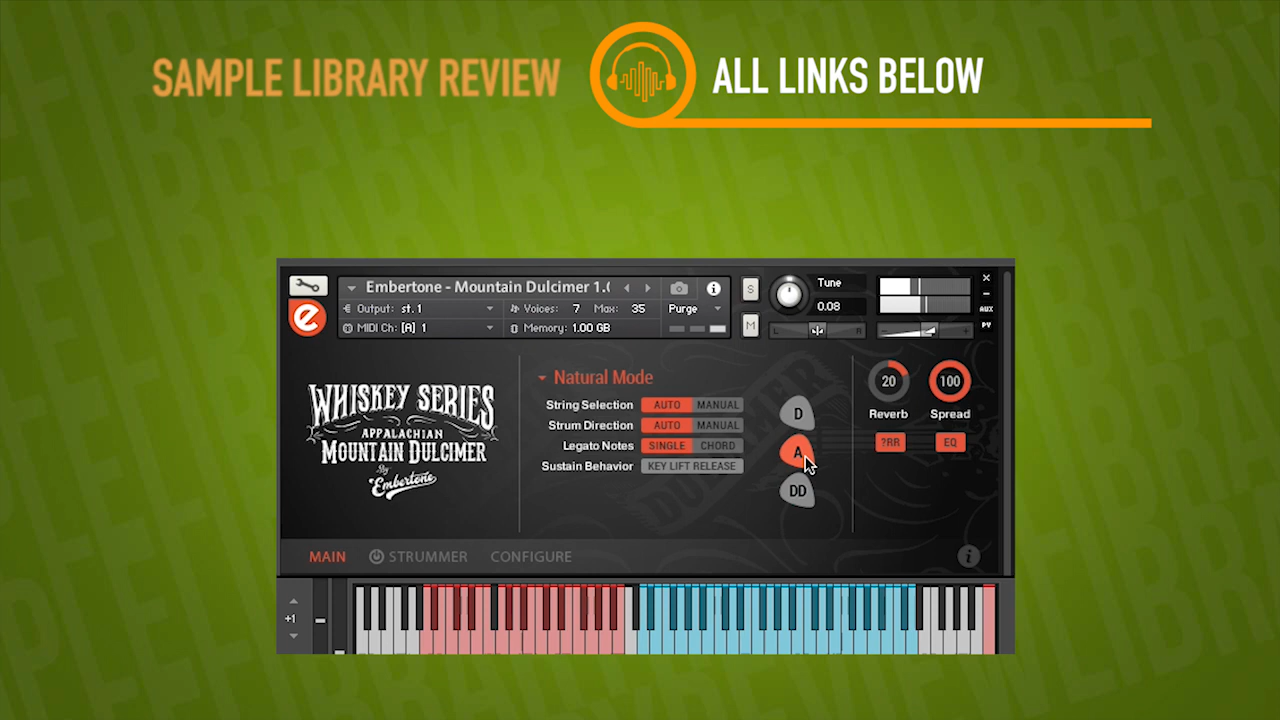 SAMPLE LIBRARY REVIEW
ALL LINKS BELOW
Embertone - Mountain Dulcimer 1.0
Output: st.1 Voices: 7 Max: 35 Purge
MIDI Ch: [A] 1 Memory: 1.00 GB
S
M
Tune
0.08
L R
AUX
PV
e
WHISKEY SERIES
APPALACHIAN
MOUNTAIN DULCIMER
By
Embertone
Natural Mode
String Selection AUTO MANUAL
Strum Direction AUTO MANUAL
Legato Notes SINGLE CHORD
Sustain Behavior KEY LIFT RELEASE
D
A
DD
20 100
Reverb Spread
?RR EQ
MAIN STRUMMER CONFIGURE
i
+1